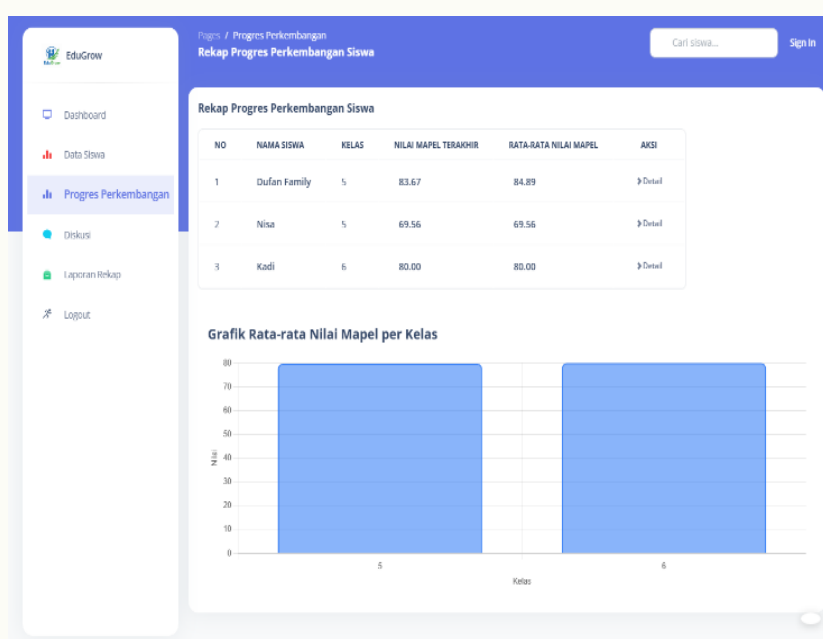 EduGrow
Dashboard
Data Siswa
Progres Perkembangan
Diskusi
Laporan Rekap
Logout
Pages / Progres Perkembangan
Rekap Progres Perkembangan Siswa
Cari siswa...
Sign In
Rekap Progres Perkembangan Siswa
NO NAMA SISWA KELAS NILAI MAPEL TERAKHIR RATA-RATA NILAI MAPEL AKSI
1 Dufan Family 5 83.67 84.89 Detail
2 Nisa 5 69.56 69.56 Detail
3 Kadi 6 80.00 80.00 Detail
Grafik Rata-rata Nilai Mapel per Kelas
80
70
60
50
40
30
20
10
0
Nilai
5 6
Kelas